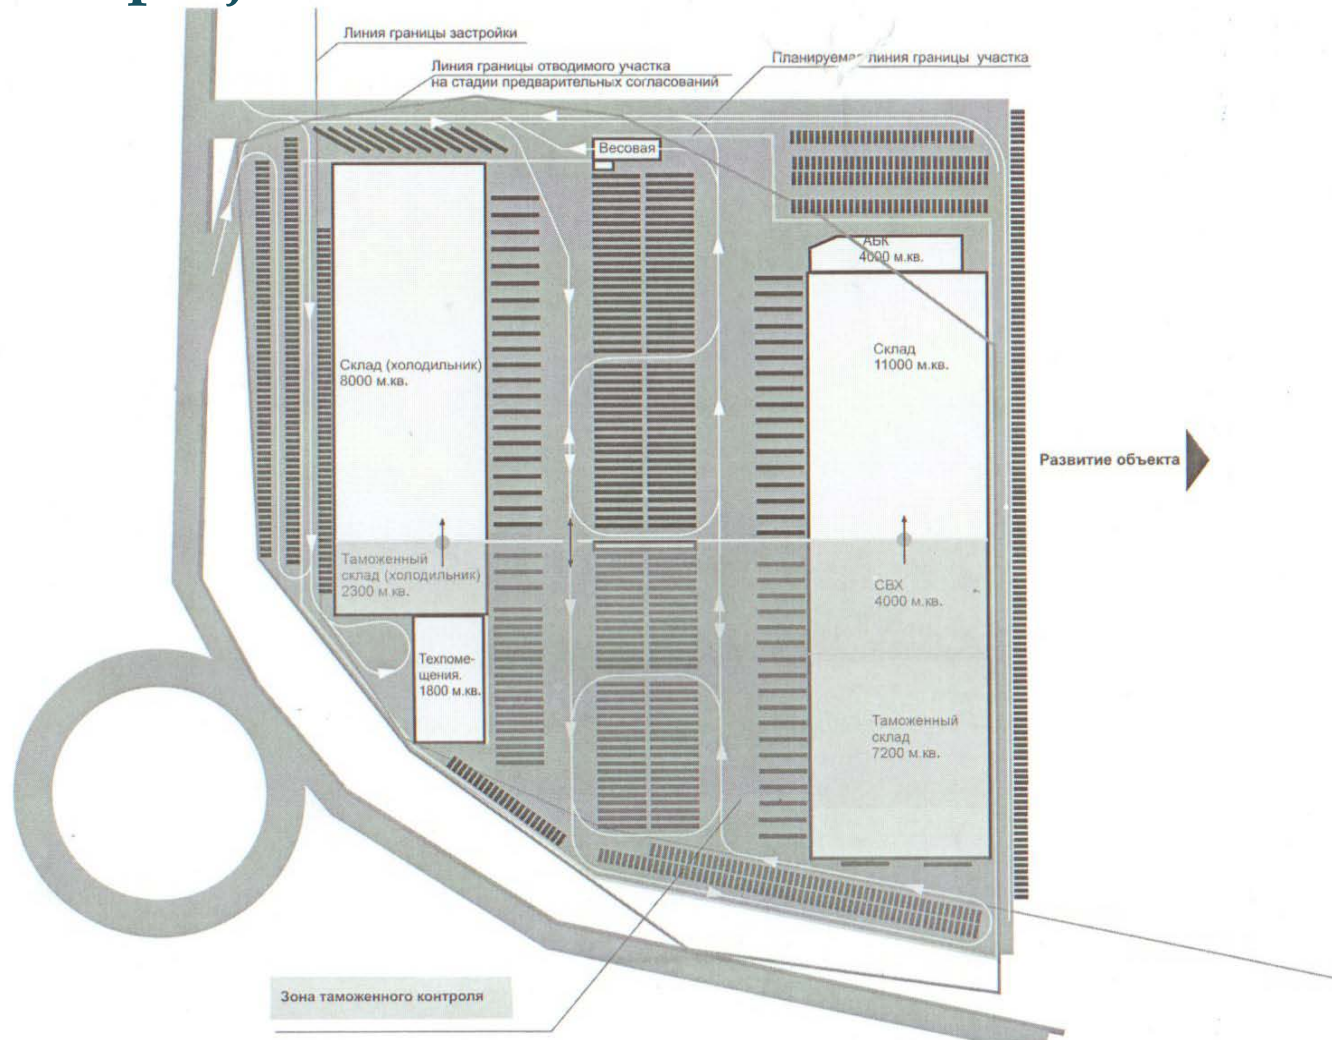 Линия границы застройки
Линия границы отводимого участка
на стадии предварительных согласований
Планируемая линия границы участка
Весовая
АБК
4000 м.кв.
Склад (холодильник)
8000 м.кв.
Склад
11000 м.кв.
Развитие объекта
Таможенный
склад (холодильник)
2300 м.кв.
СВХ
4000 м.кв.
Техпоме-
щения.
1800 м.кв.
Таможенный
склад
7200 м.кв.
Зона таможенного контроля